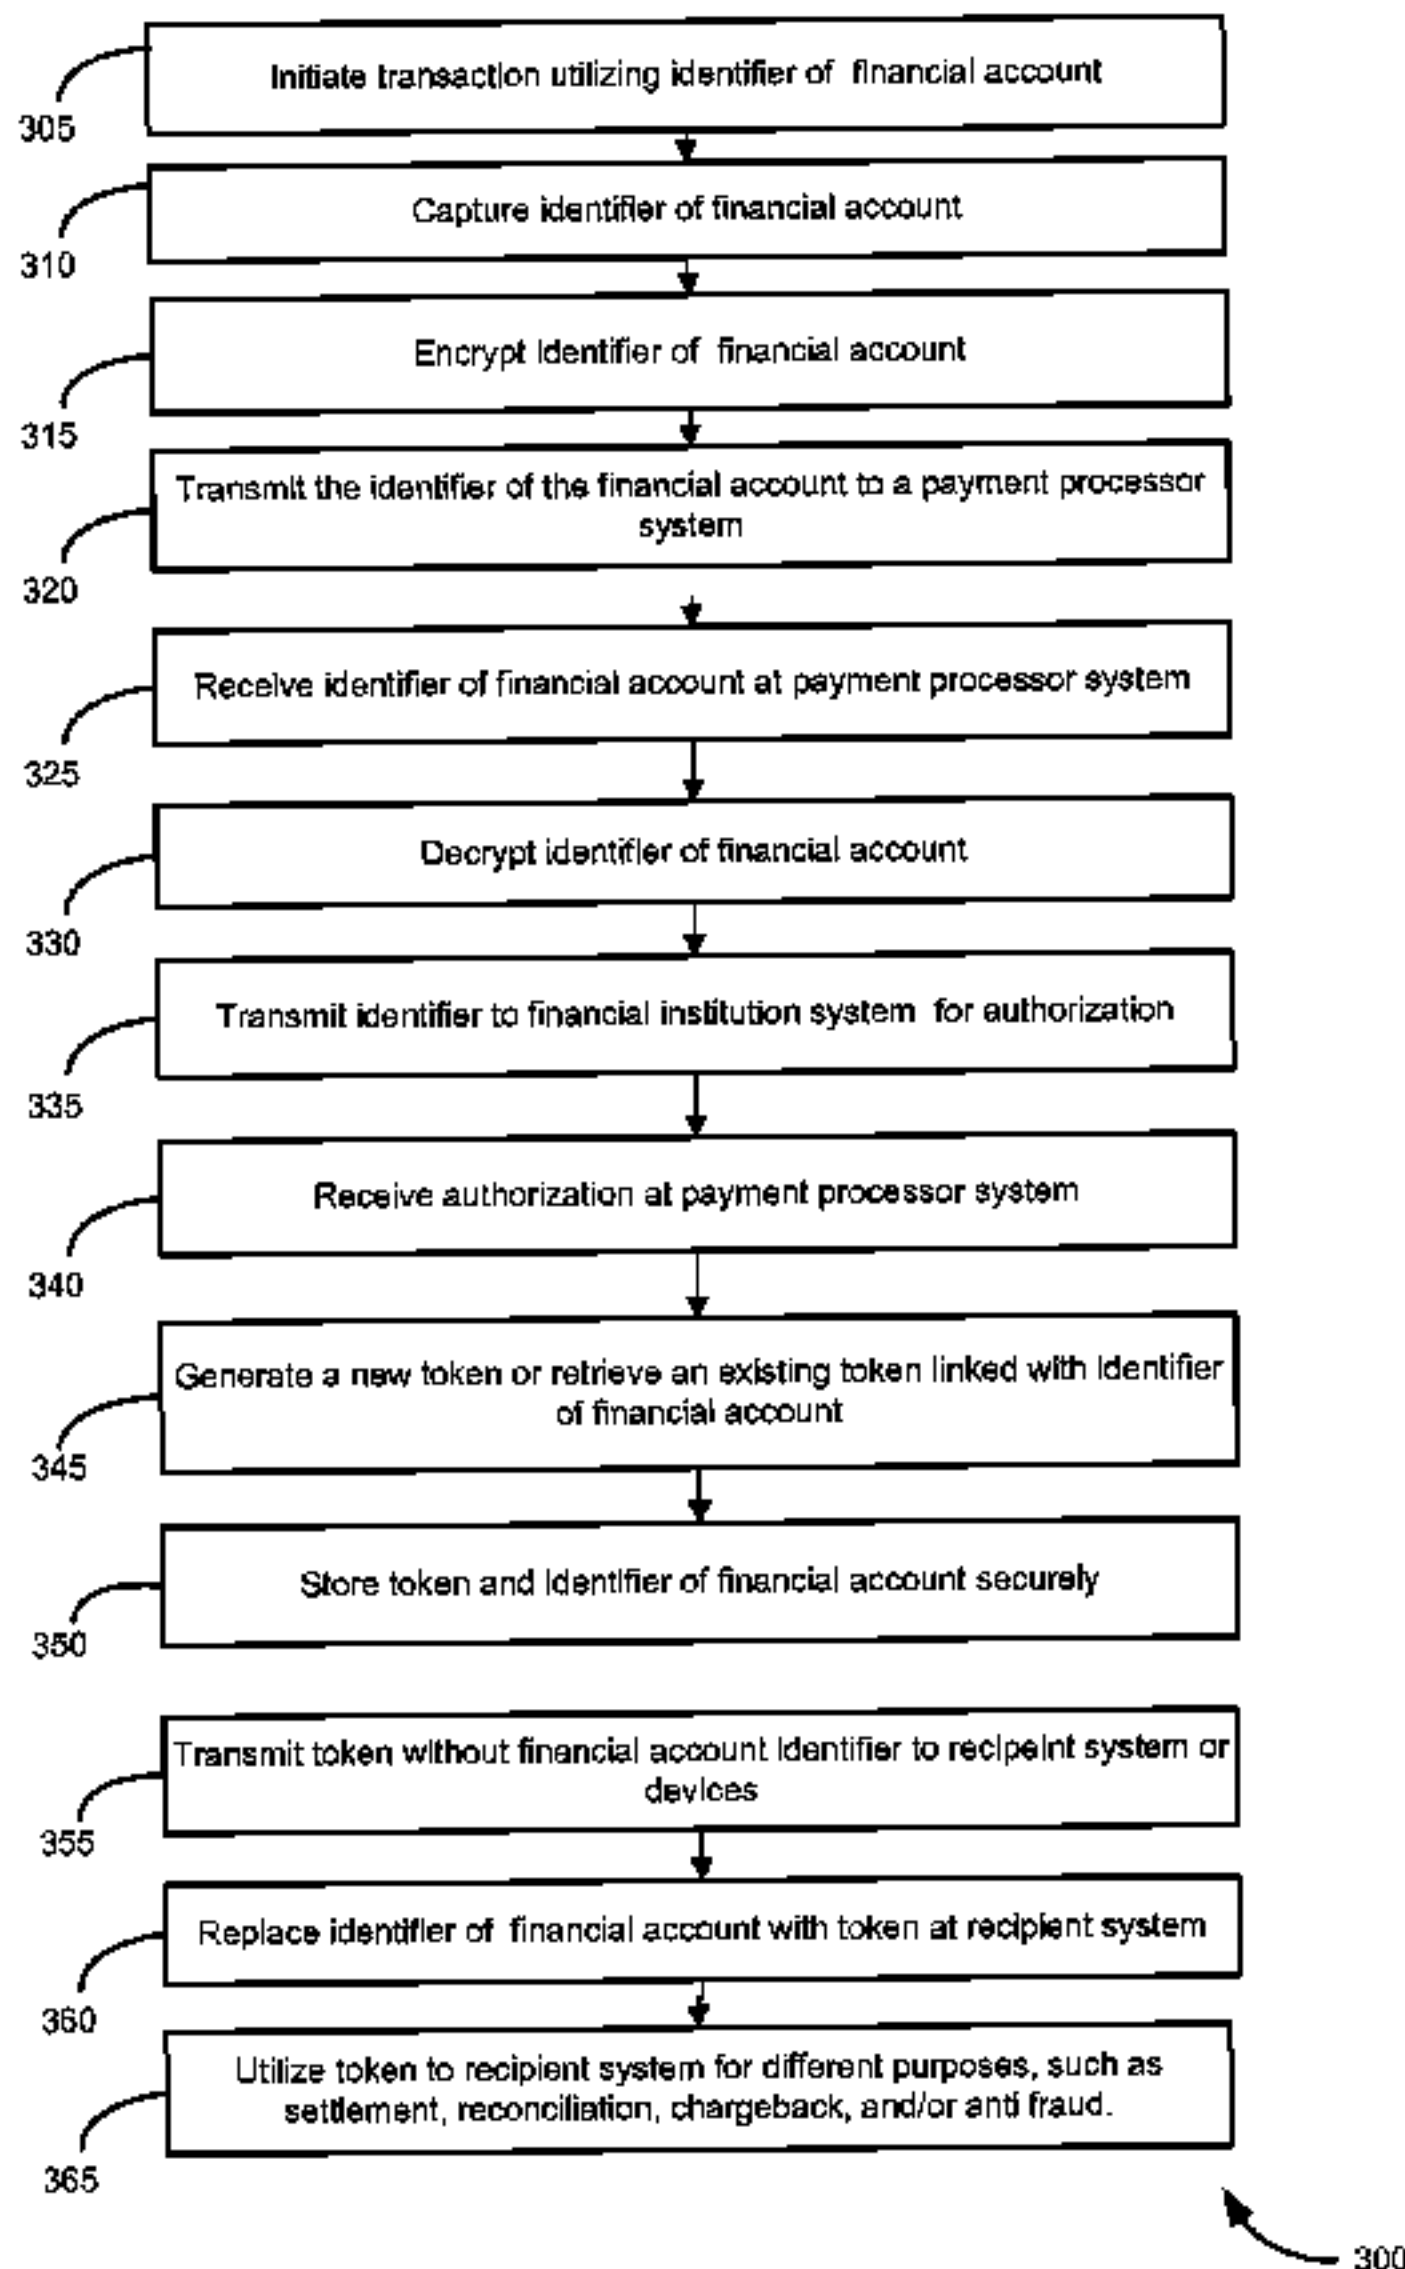 Initiate transaction utilizing identifier of financial account
305
Capture identifier of financial account
310
Encrypt identifier of financial account
315
Transmit the identifier of the financial account to a payment processor
system
320
Receive identifier of financial account at payment processor system
325
Decrypt identifier of financial account
330
Transmit identifier to financial institution system for authorization
335
Receive authorization at payment processor system
340
Generate a new token or retrieve an existing token linked with identifier
of financial account
345
Store token and identifier of financial account securely
350
Transmit token without financial account identifier to recipeint system or
devices
355
Replace identifier of financial account with token at recipient system
360
Utilize token to recipient system for different purposes, such as
settlement, reconciliation, chargeback, and/or anti fraud.
365
300